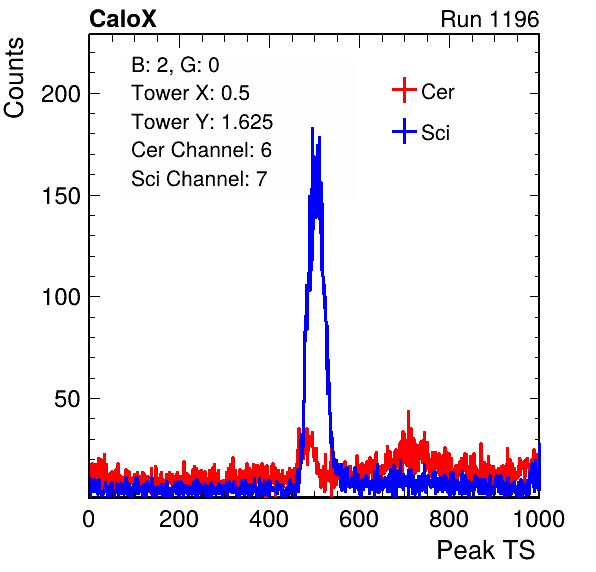 CaloX
Run 1196
B: 2, G: 0
Tower X: 0.5
Tower Y: 1.625
Cer Channel: 6
Sci Channel: 7
Cer
Sci
Counts
200
150
100
50
0 200 400 600 800 1000
Peak TS